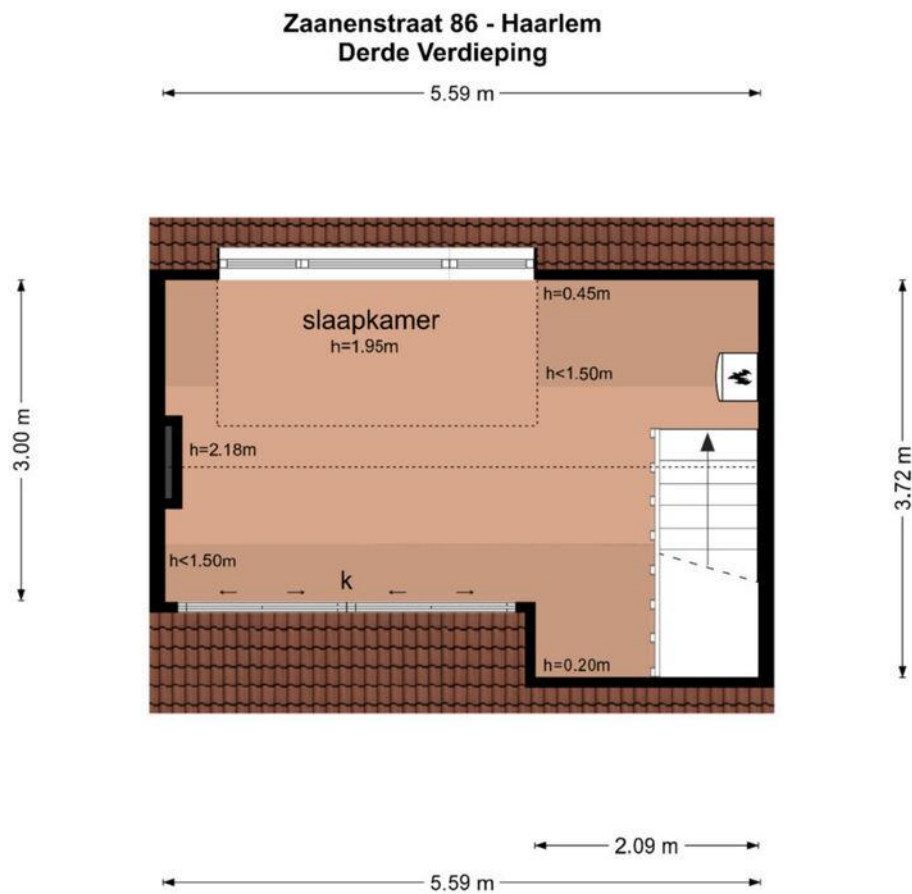 Zaanenstraat 86 - Haarlem
Derde Verdieping
5.59 m
h=0.45m
slaapkamer
h=1.95m
h<1.50m
3.00 m
h=2.18m
3.72 m
h<1.50m
k
h=0.20m
2.09 m
5.59 m